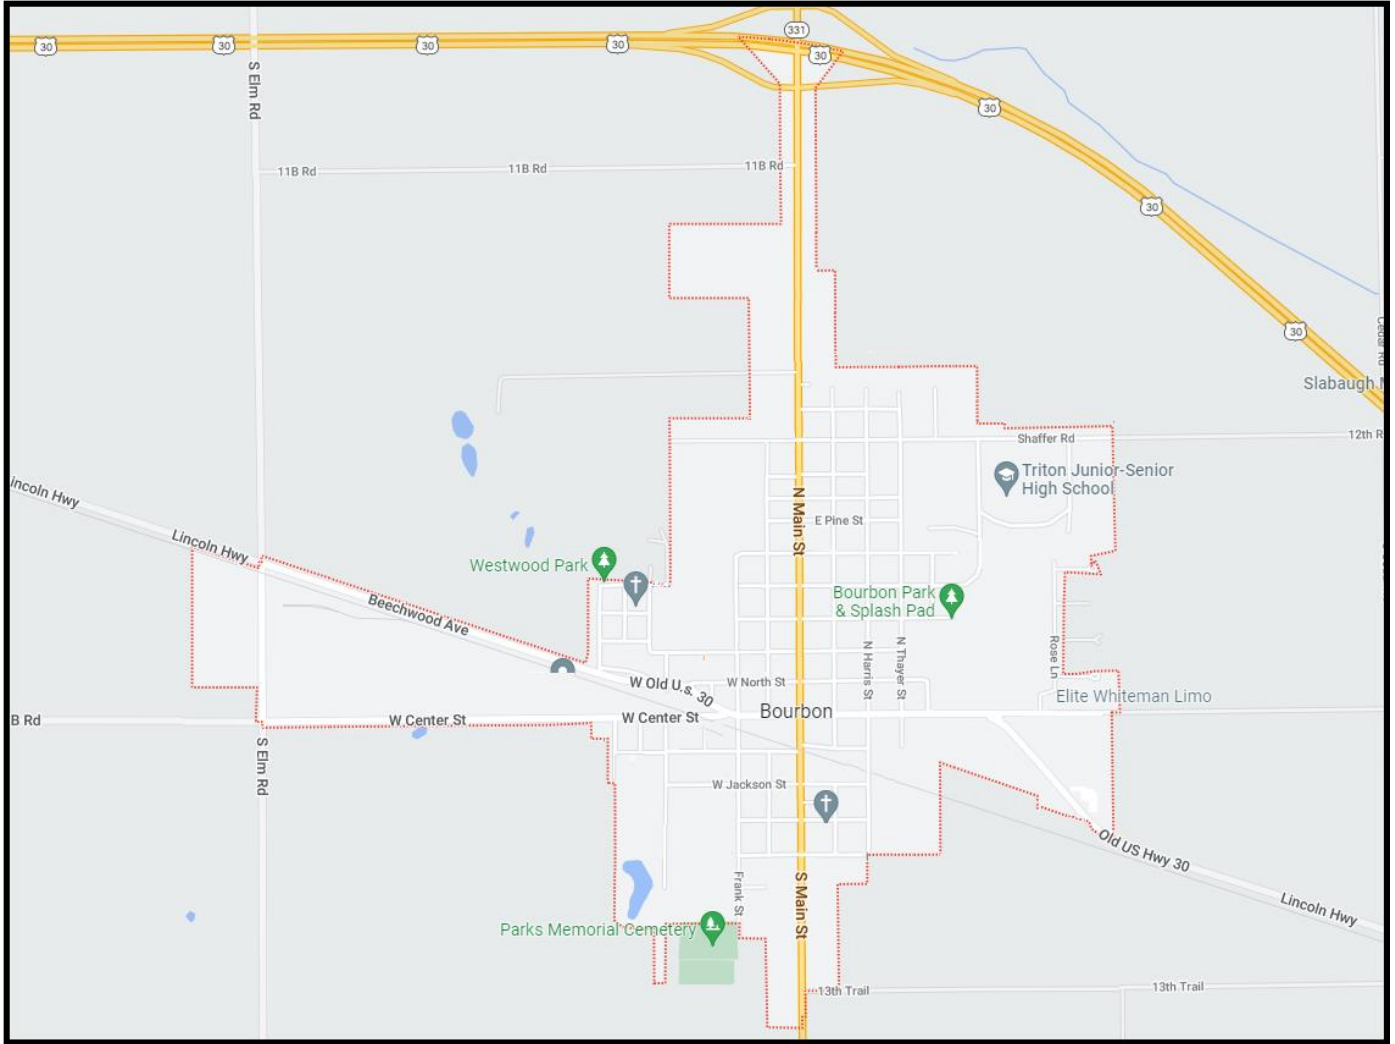 331
30
30
30
30
30
30
S Elm Rd
11B Rd
11B Rd
11B Rd
30
30
Cedar Rd
Slabaugh M
Shaffer Rd
12th R
Triton Junior-Senior
High School
incoln Hwy
N Main St
E Pine St
Lincoln Hwy
Westwood Park
Bourbon Park
& Splash Pad
Beechwood Ave
N Harris St
N Thayer St
Rose Ln
W Old U.s. 30
W North St
Elite Whiteman Limo
B Rd
W Center St
W Center St
Bourbon
S Elm Rd
W Jackson St
Old US Hwy 30
Frank St
S Main St
Lincoln Hwy
Parks Memorial Cemetery
13th Trail
13th Trail